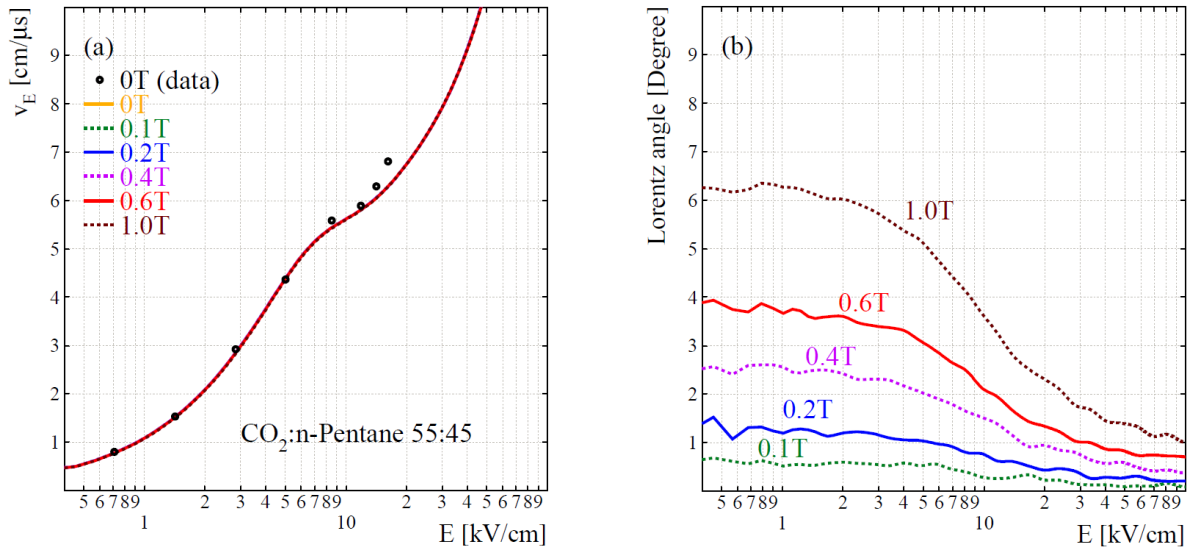 (a)
v_E [cm/μs]
9
8
7
6
5
4
3
2
1
0T (data)
0T
0.1T
0.2T
0.4T
0.6T
1.0T
CO₂:n-Pentane 55:45
5 6 7 8 9 2 3 4 5 6 7 8 9 2 3 4 5 6 7 8 9
1 10
E [kV/cm]
(b)
Lorentz angle [Degree]
9
8
7
6
5
4
3
2
1
1.0T
0.6T
0.4T
0.2T
0.1T
5 6 7 8 9 2 3 4 5 6 7 8 9 2 3 4 5 6 7 8 9
1 10
E [kV/cm]